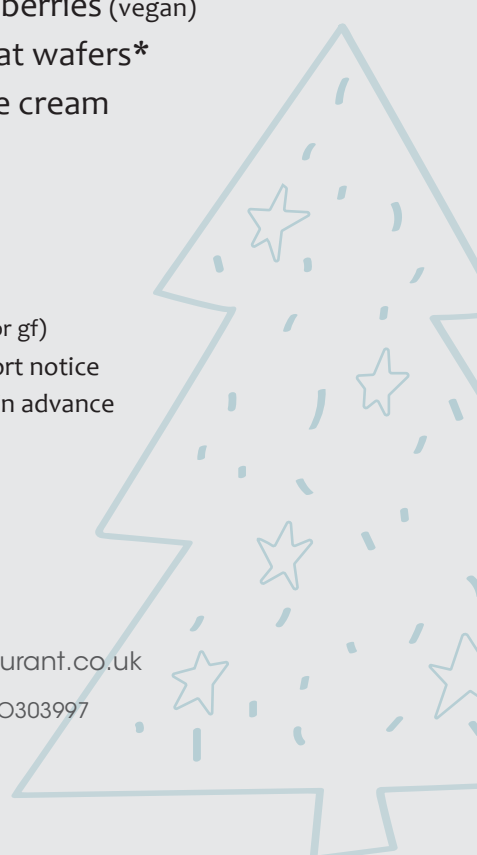 berries (vegan)
at wafers*
e cream
or gf)
ort notice
n advance
urant.co.uk
O303997